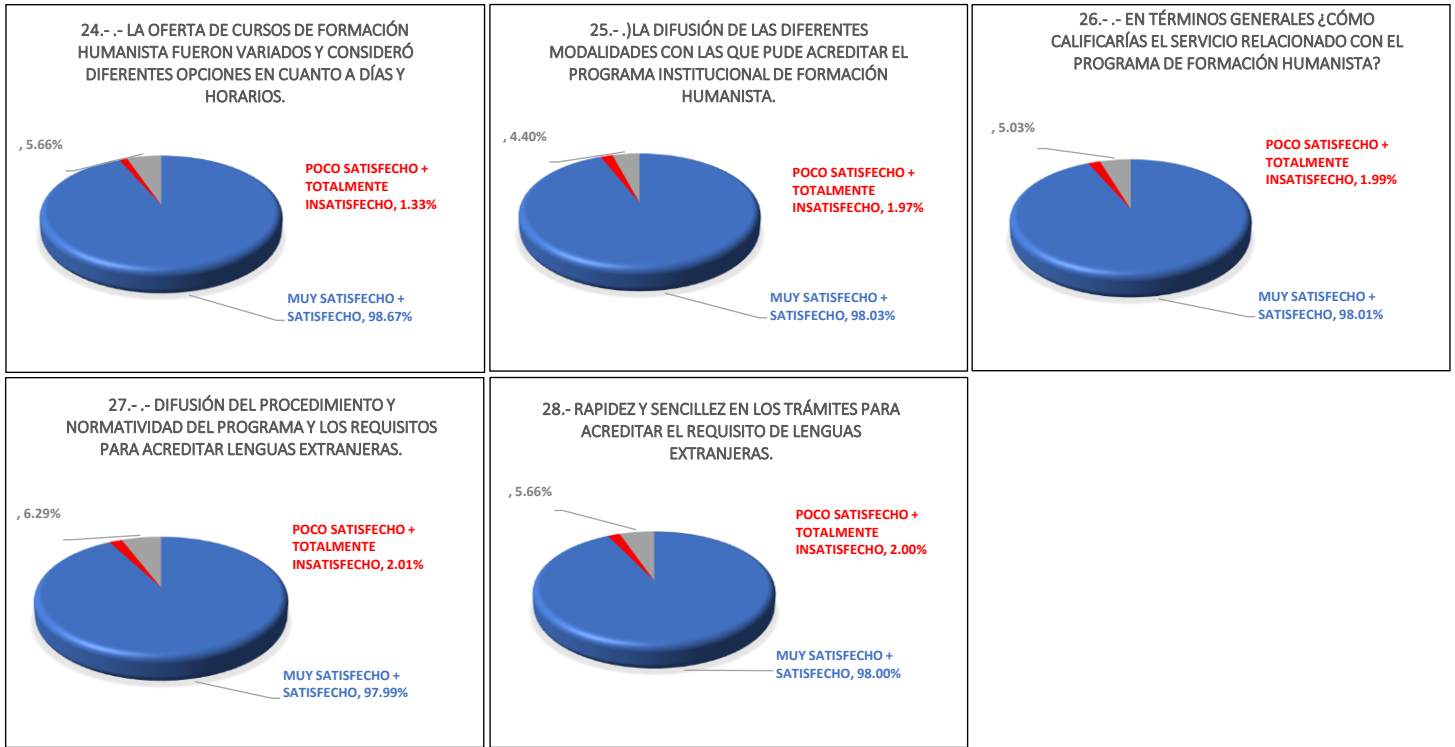 24.- .- LA OFERTA DE CURSOS DE FORMACIÓN
HUMANISTA FUERON VARIADOS Y CONSIDERÓ
DIFERENTES OPCIONES EN CUANTO A DÍAS Y
HORARIOS.
, 5.66%
POCO SATISFECHO +
TOTALMENTE
INSATISFECHO, 1.33%
MUY SATISFECHO +
SATISFECHO, 98.67%
25.- .)LA DIFUSIÓN DE LAS DIFERENTES
MODALIDADES CON LAS QUE PUDE ACREDITAR EL
PROGRAMA INSTITUCIONAL DE FORMACIÓN
HUMANISTA.
, 4.40%
POCO SATISFECHO +
TOTALMENTE
INSATISFECHO, 1.97%
MUY SATISFECHO +
SATISFECHO, 98.03%
26.- .- EN TÉRMINOS GENERALES ¿CÓMO
CALIFICARÍAS EL SERVICIO RELACIONADO CON EL
PROGRAMA DE FORMACIÓN HUMANISTA?
, 5.03%
POCO SATISFECHO +
TOTALMENTE
INSATISFECHO, 1.99%
MUY SATISFECHO +
SATISFECHO, 98.01%
27.- .- DIFUSIÓN DEL PROCEDIMIENTO Y
NORMATIVIDAD DEL PROGRAMA Y LOS REQUISITOS
PARA ACREDITAR LENGUAS EXTRANJERAS.
, 6.29%
POCO SATISFECHO +
TOTALMENTE
INSATISFECHO, 2.01%
MUY SATISFECHO +
SATISFECHO, 97.99%
28.- RAPIDEZ Y SENCILLEZ EN LOS TRÁMITES PARA
ACREDITAR EL REQUISITO DE LENGUAS
EXTRANJERAS.
, 5.66%
POCO SATISFECHO +
TOTALMENTE
INSATISFECHO, 2.00%
MUY SATISFECHO +
SATISFECHO, 98.00%